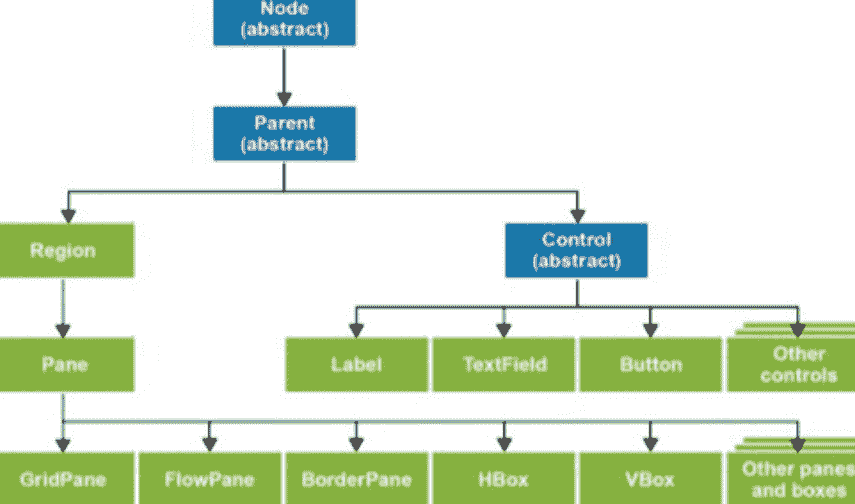 Node
(abstract)
Parent
(abstract)
Region
Control
(abstract)
Pane
Label
TextField
Button
Other
controls
GridPane
FlowPane
BorderPane
HBox
VBox
Other panes
and boxes